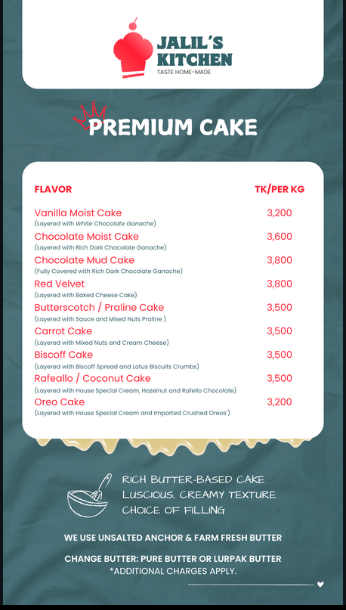 JALIL'S
KITCHEN
TASTE HOME-MADE
PREMIUM CAKE
FLAVOR TK/PER KG
Vanilla Moist Cake 3,200
(Layered with White Chocolate Ganache)
Chocolate Moist Cake 3,600
(Layered with Rich Dark Chocolate Ganache)
Chocolate Mud Cake 3,800
(Fully Covered with Rich Dark Chocolate Ganache)
Red Velvet 3,800
(Layered with Baked Cheese Cake)
Butterscotch / Praline Cake 3,500
(Layered with Sauce and Mixed Nuts Praline )
Carrot Cake 3,500
(Layered with Mixed Nuts and Cream Cheese)
Biscoff Cake 3,500
(Layered with Biscoff Spread and Lotus Biscuits Crumbs)
Rafeallo / Coconut Cake 3,500
(Layered with House Special Cream, Hazelnut and Rafello Chocolate)
Oreo Cake 3,200
(Layered with House Special Cream and Imported Crushed Oreos')
RICH BUTTER-BASED CAKE
LUSCIOUS, CREAMY TEXTURE
CHOICE OF FILLING
WE USE UNSALTED ANCHOR & FARM FRESH BUTTER
CHANGE BUTTER: PURE BUTTER OR LURPAK BUTTER
*ADDITIONAL CHARGES APPLY.